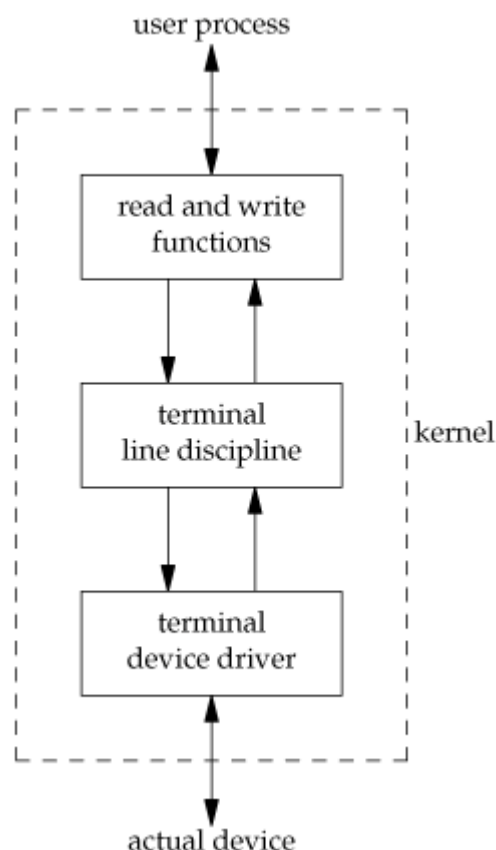 user process
read and write
functions
terminal
line discipline
kernel
terminal
device driver
actual device